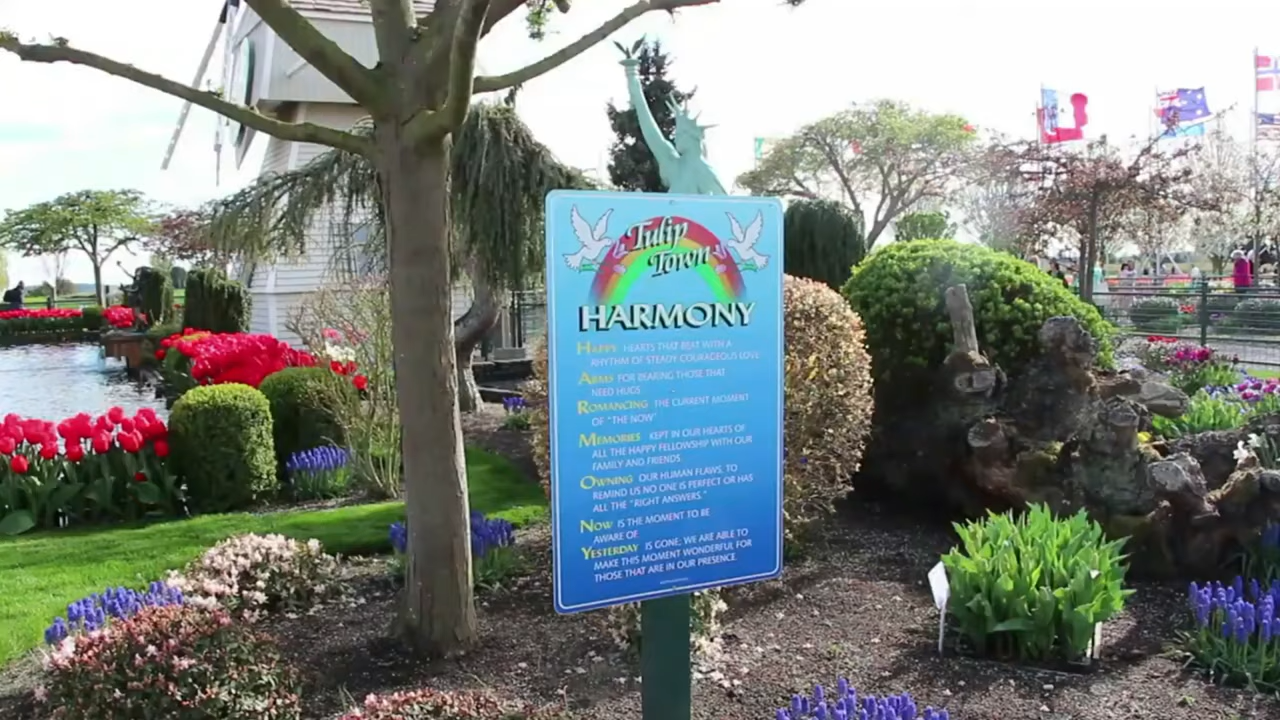 Tulip
Town
HARMONY
HAPPY HEARTS THAT BEAT WITH A
RHYTHM OF STEADY COURAGEOUS LOVE
ARMS FOR BEARING THOSE THAT
NEED HUGS
ROMANCING THE CURRENT MOMENT
OF "THE NOW"
MEMORIES KEPT IN OUR HEARTS OF
ALL THE HAPPY FELLOWSHIP WITH OUR
FAMILY AND FRIENDS.
OWNING OUR HUMAN FLAWS, TO
REMIND US NO ONE IS PERFECT OR HAS
ALL THE "RIGHT ANSWERS."
NOW IS THE MOMENT TO BE
AWARE OF.
YESTERDAY IS GONE; WE ARE ABLE TO
MAKE THIS MOMENT WONDERFUL FOR
THOSE THAT ARE IN OUR PRESENCE.